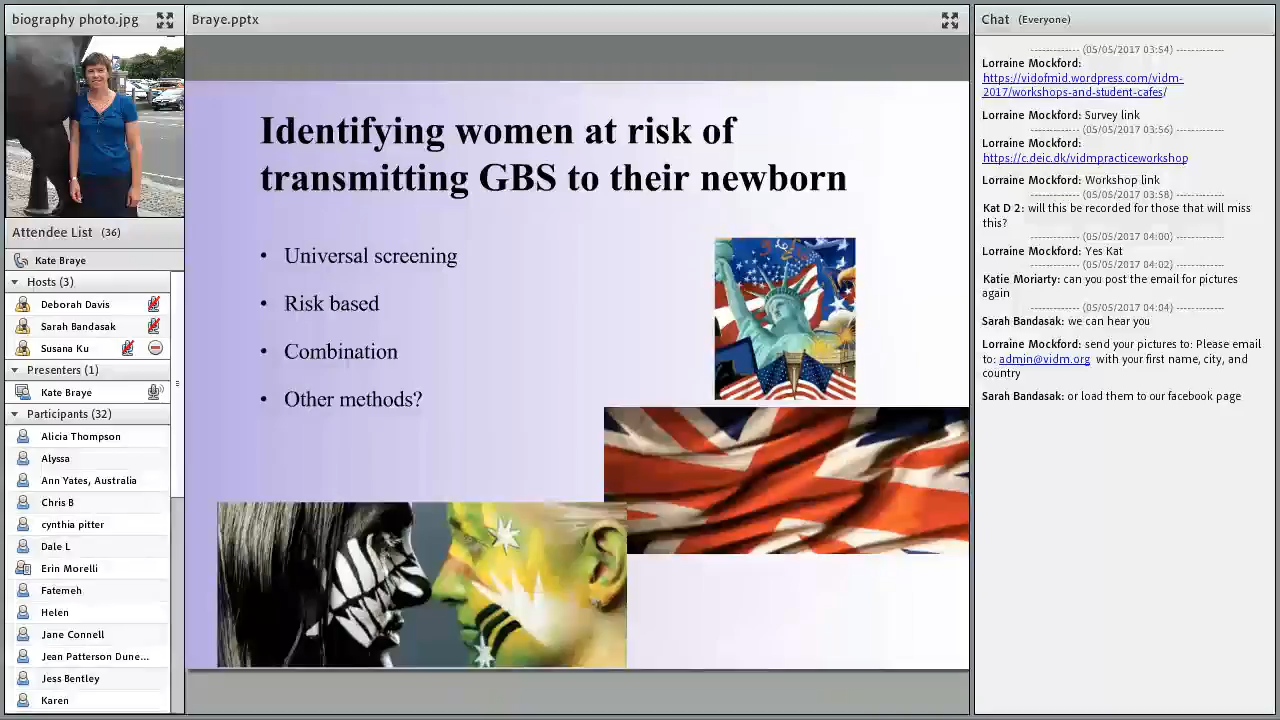 biography photo.jpg
Attendee List (36)
Kate Braye
Hosts (3)
Deborah Davis
Sarah Bandasak
Susana Ku
Presenters (1)
Kate Braye
Participants (32)
Alicia Thompson
Alyssa
Ann Yates, Australia
Chris B
cynthia pitter
Dale L
Erin Morelli
Fatemeh
Helen
Jane Connell
Jean Patterson Dune...
Jess Bentley
Karen
Braye.pptx
Identifying women at risk of
transmitting GBS to their newborn
• Universal screening
• Risk based
• Combination
• Other methods?
Chat (Everyone)
------------- (05/05/2017 03:54) -------------
Lorraine Mockford:
https://vidofmid.wordpress.com/vidm-
2017/workshops-and-student-cafes/
Lorraine Mockford: Survey link
------------- (05/05/2017 03:56) -------------
Lorraine Mockford:
https://c.deic.dk/vidmpracticeworkshop
Lorraine Mockford: Workshop link
------------- (05/05/2017 03:58) -------------
Kat D 2: will this be recorded for those that will miss
this?
------------- (05/05/2017 04:00) -------------
Lorraine Mockford: Yes Kat
------------- (05/05/2017 04:02) -------------
Katie Moriarty: can you post the email for pictures
again
------------- (05/05/2017 04:04) -------------
Sarah Bandasak: we can hear you
Lorraine Mockford: send your pictures to: Please email
to: admin@vidm.org with your first name, city, and
country
Sarah Bandasak: or load them to our facebook page